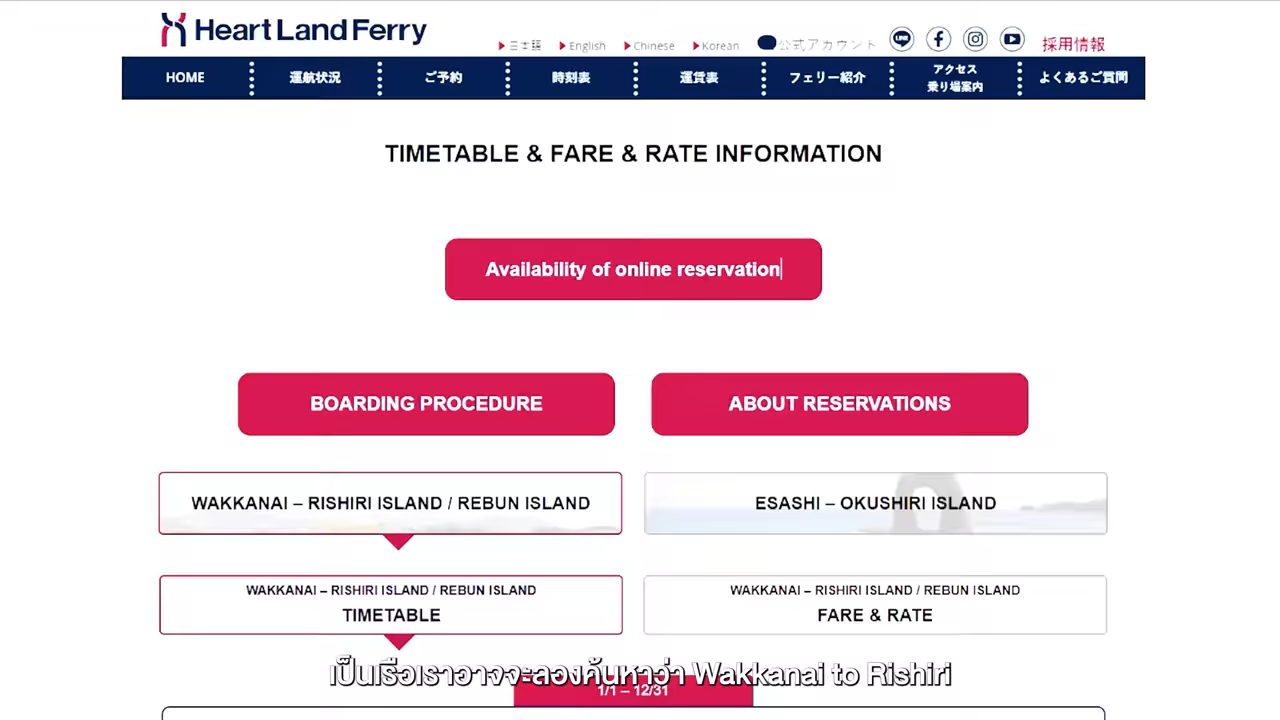 Heart Land Ferry
日本語 English Chinese Korean 公式アカウント LINE 採用情報
HOME 運航状況 ご予約 時刻表 運賃表 フェリー紹介 アクセス 乗り場案内 よくあるご質問
TIMETABLE & FARE & RATE INFORMATION
Availability of online reservation
BOARDING PROCEDURE ABOUT RESERVATIONS
WAKKANAI – RISHIRI ISLAND / REBUN ISLAND ESASHI – OKUSHIRI ISLAND
WAKKANAI – RISHIRI ISLAND / REBUN ISLAND WAKKANAI – RISHIRI ISLAND / REBUN ISLAND
TIMETABLE FARE & RATE
เป็นเรือเราอาจจะลองค้นหาว่า Wakkanai to Rishiri
1/1 – 12/31